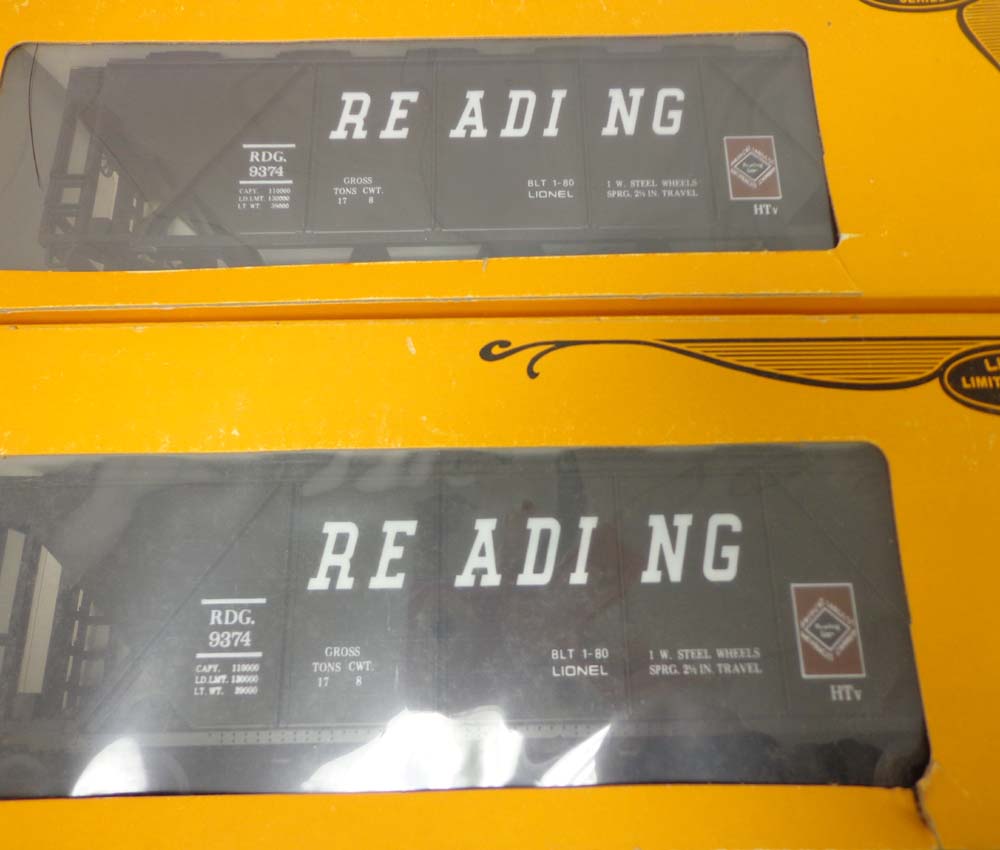 SERIES
RE ADI NG
RDG.
9374
CAPY. 110000
LD.LMT. 130000
LT WT. 39000
GROSS
TONS CWT.
17 8
BLT 1-80
LIONEL
1 W. STEEL WHEELS
SPRG. 2½ IN. TRAVEL
HTv
LIMIT
RE ADI NG
RDG.
9374
CAPY. 110000
LD.LMT. 130000
LT. WT. 39000
GROSS
TONS CWT.
17 8
BLT 1-80
LIONEL
1 W. STEEL WHEELS
SPRG. 2½ IN. TRAVEL
HTv